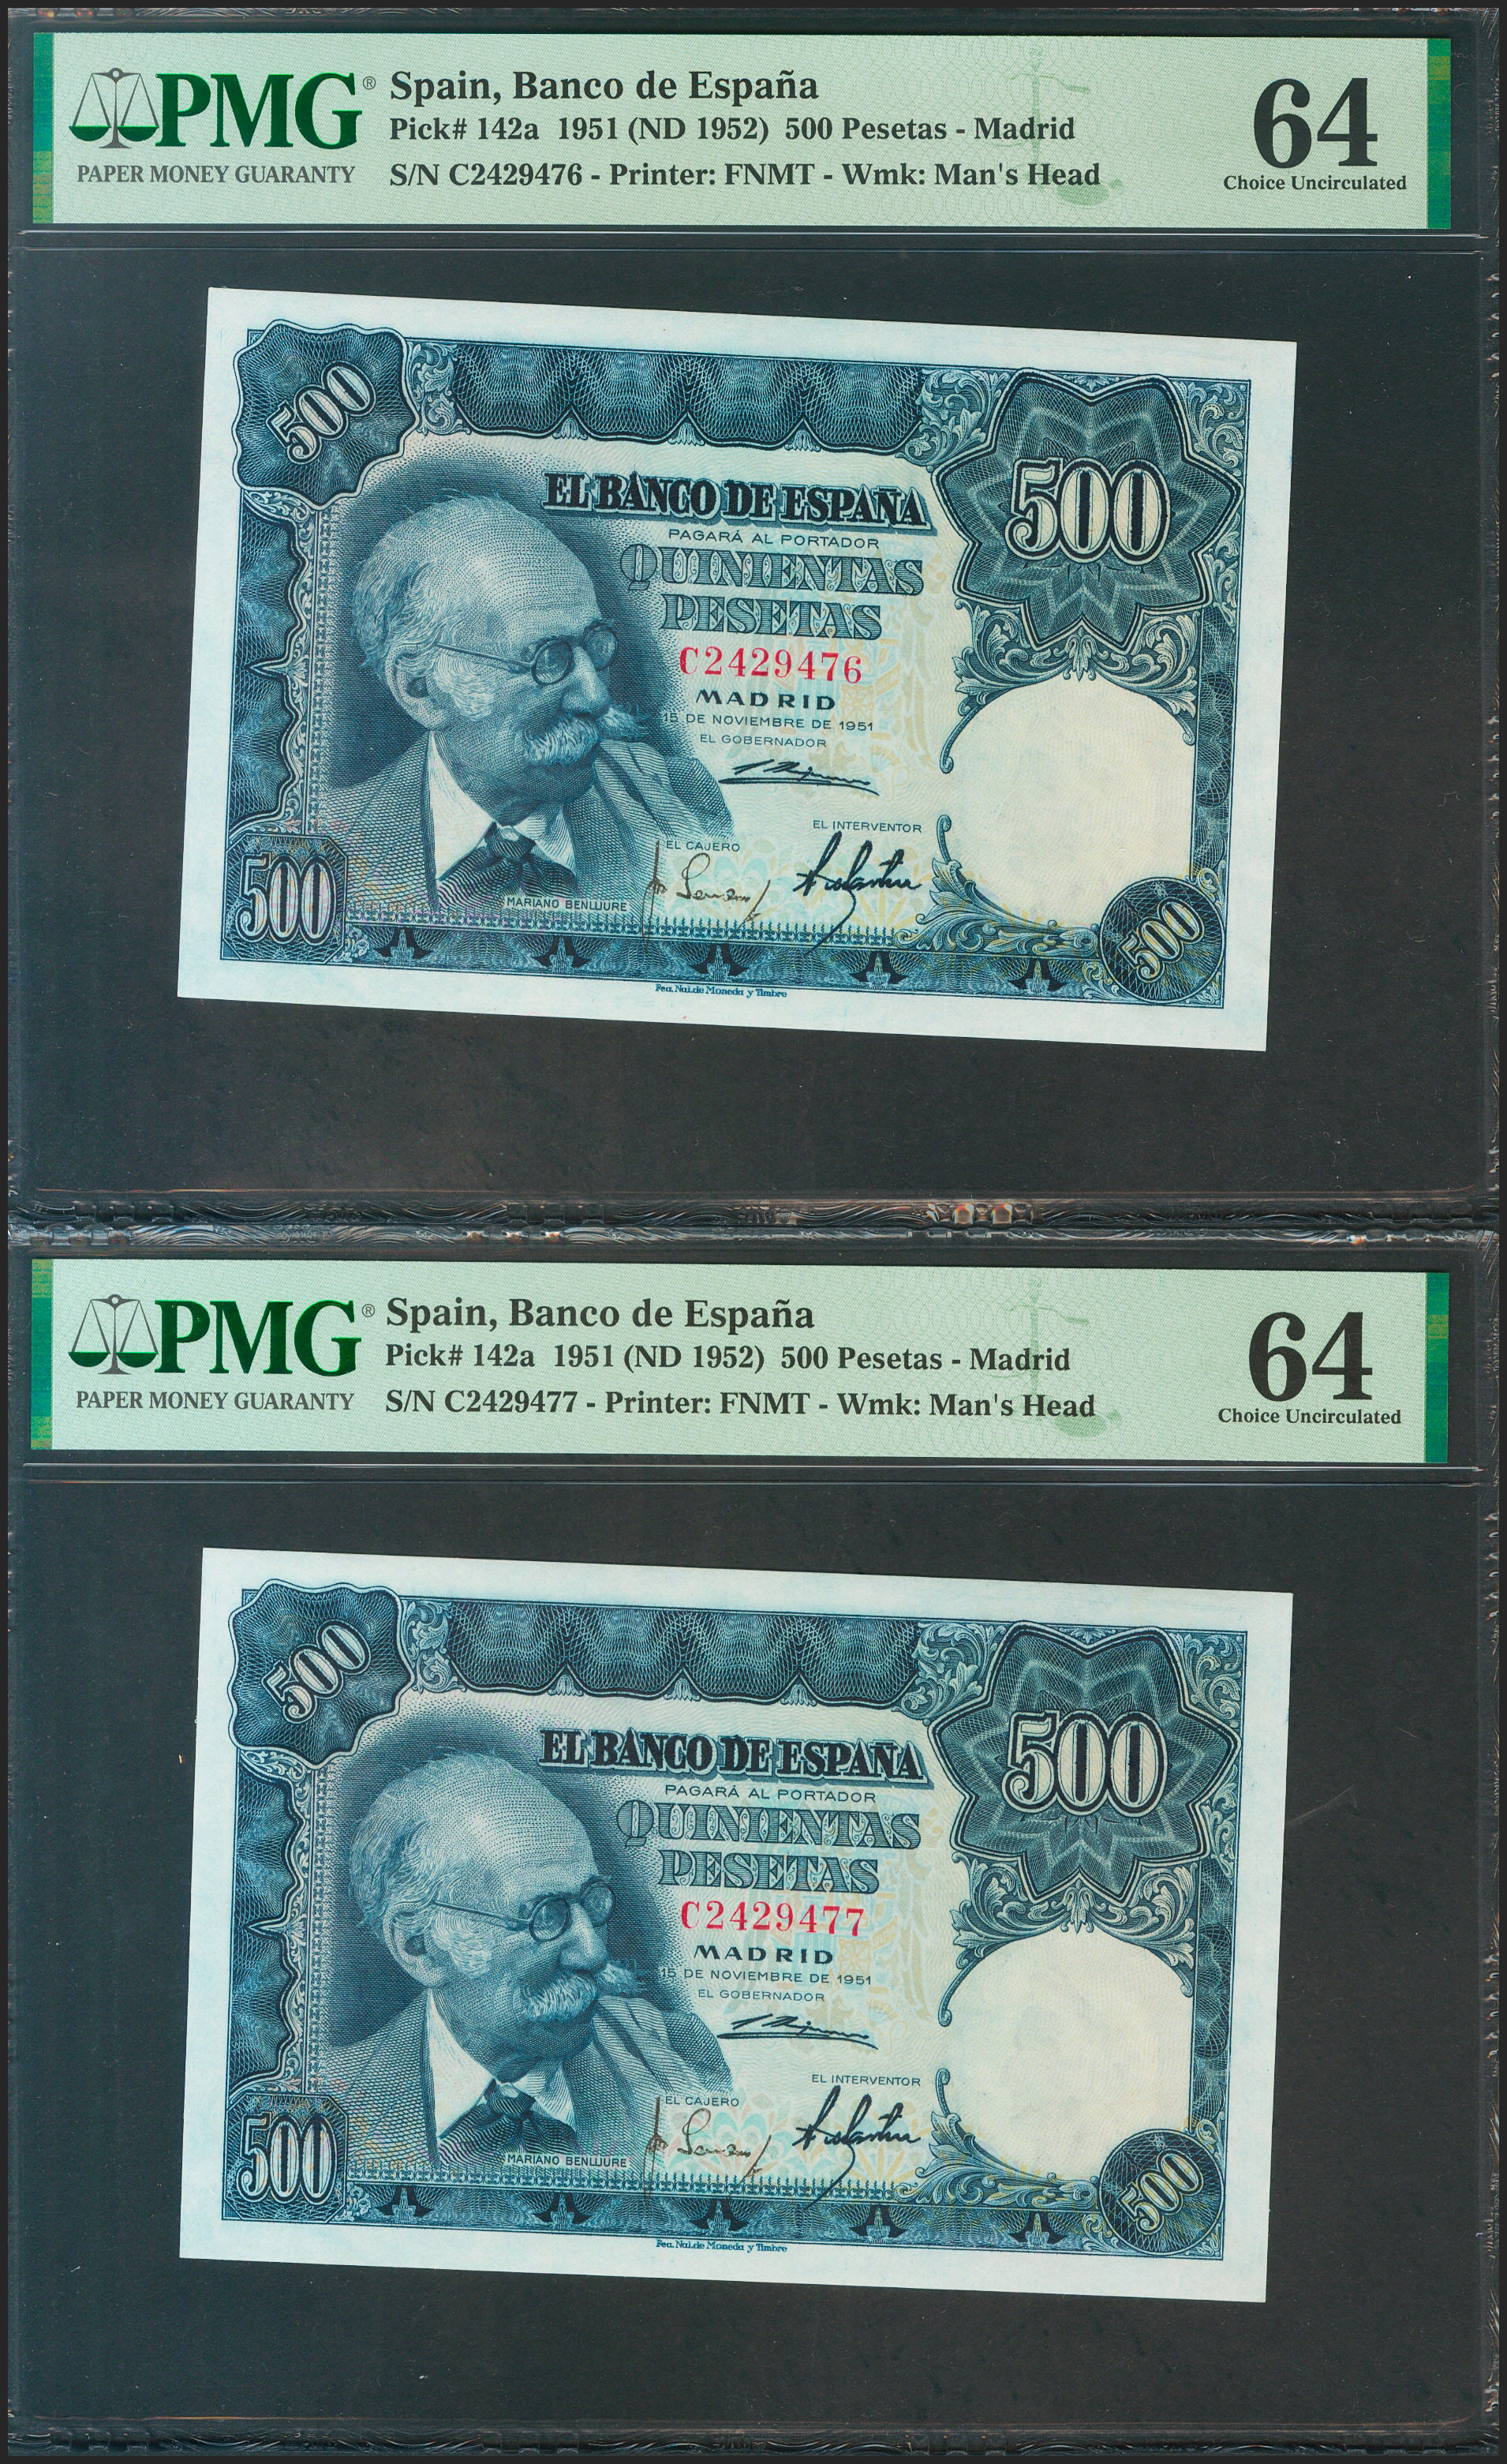 PMG®
PAPER MONEY GUARANTY
Spain, Banco de España
Pick# 142a 1951 (ND 1952) 500 Pesetas - Madrid
S/N C2429476 - Printer: FNMT - Wmk: Man's Head
64
Choice Uncirculated
500
500
EL BANCO DE ESPAÑA
PAGARÁ AL PORTADOR
QUINIENTAS
PESETAS
C2429476
MADRID
15 DE NOVIEMBRE DE 1951
EL GOBERNADOR
EL INTERVENTOR
EL CAJERO
500
MARIANO BENLLIURE
500
Fca. Nal. de Moneda y Timbre
PMG®
PAPER MONEY GUARANTY
Spain, Banco de España
Pick# 142a 1951 (ND 1952) 500 Pesetas - Madrid
S/N C2429477 - Printer: FNMT - Wmk: Man's Head
64
Choice Uncirculated
500
500
EL BANCO DE ESPAÑA
PAGARÁ AL PORTADOR
QUINIENTAS
PESETAS
C2429477
MADRID
15 DE NOVIEMBRE DE 1951
EL GOBERNADOR
EL INTERVENTOR
EL CAJERO
500
MARIANO BENLLIURE
500
Fca. Nal. de Moneda y Timbre